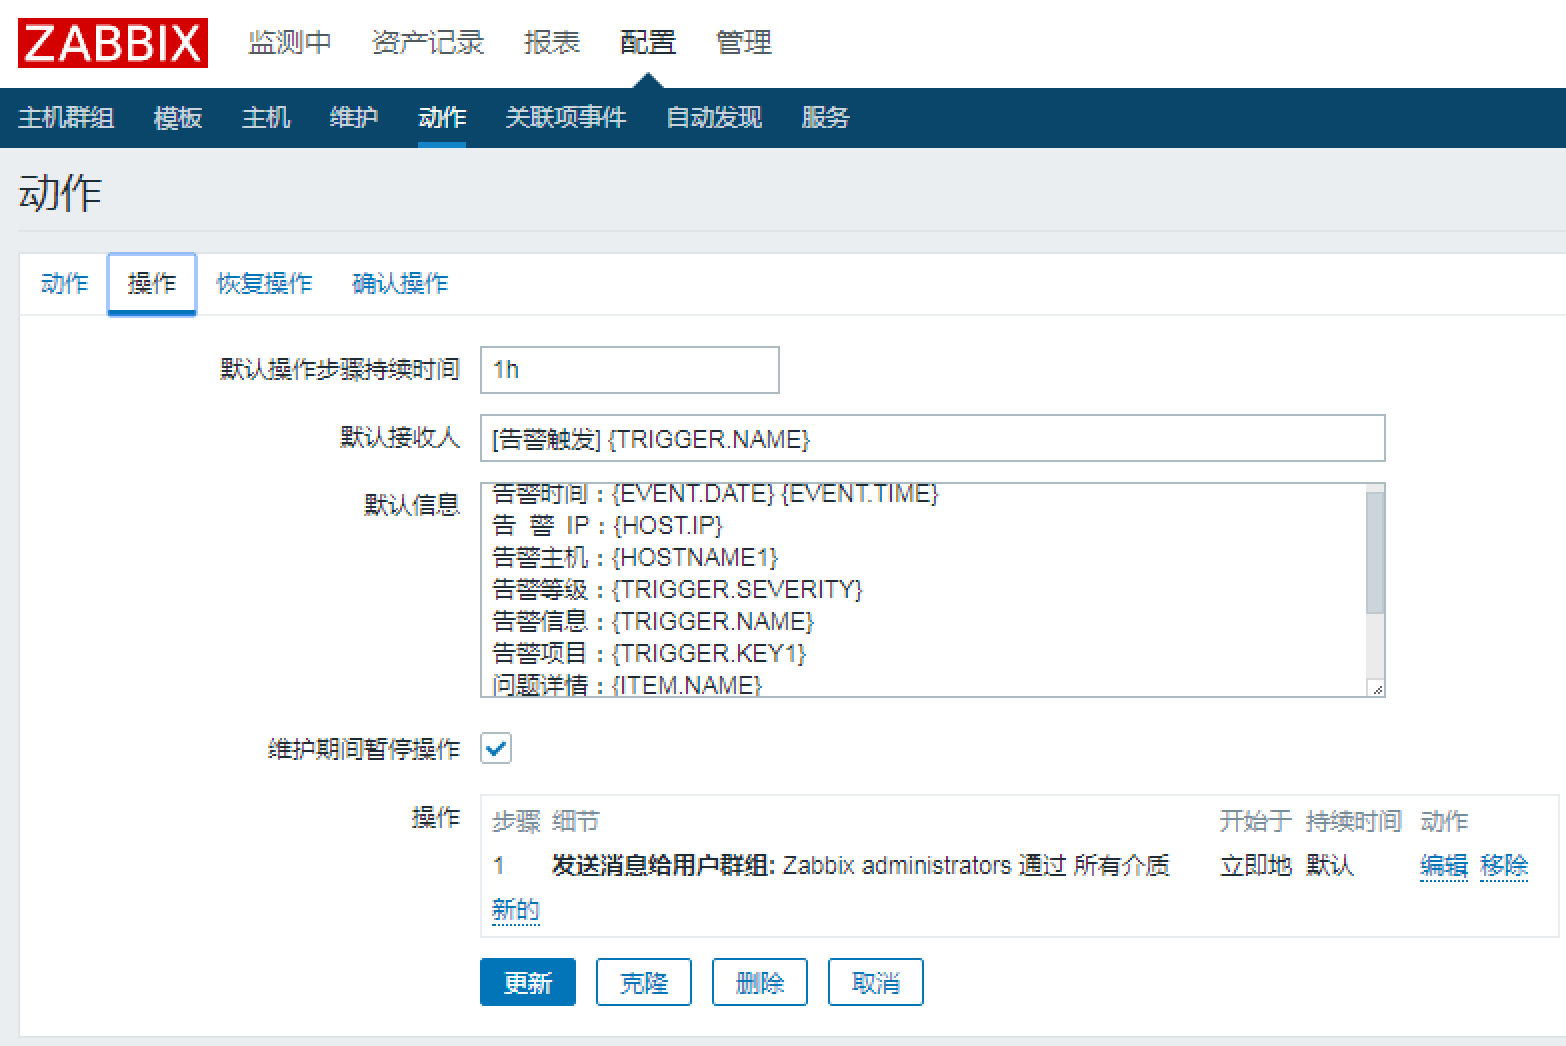 ZABBIX 监测中 资产记录 报表 配置 管理
主机群组 模板 主机 维护 动作 关联项事件 自动发现 服务
动作
动作 操作 恢复操作 确认操作
默认操作步骤持续时间 1h
默认接收人 [告警触发] {TRIGGER.NAME}
默认信息 告警时间：{EVENT.DATE} {EVENT.TIME}
告 警 IP：{HOST.IP}
告警主机：{HOSTNAME1}
告警等级：{TRIGGER.SEVERITY}
告警信息：{TRIGGER.NAME}
告警项目：{TRIGGER.KEY1}
问题详情：{ITEM.NAME}
维护期间暂停操作
操作 步骤 细节 开始于 持续时间 动作
1 发送消息给用户群组: Zabbix administrators 通过 所有介质 立即地 默认 编辑 移除
新的
更新 克隆 删除 取消